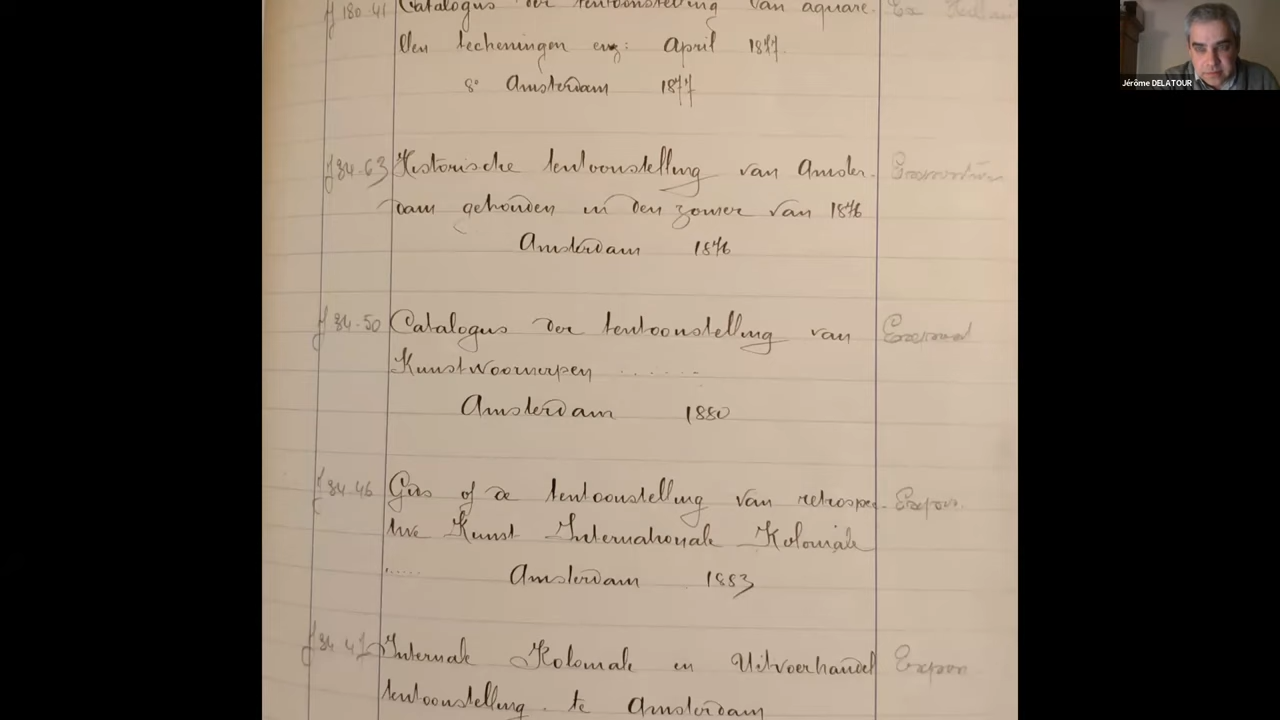 Catalogus der tentoonstelling van aquarel-
len teekeningen enz: April 1877.
8° Amsterdam 1877
J 84.63 Historische tentoonstelling van Amster-
dam gehouden in den zomer van 1876
Amsterdam 1876
J 84.50 Catalogus der tentoonstelling van
Kunstvoorwerpen ......
Amsterdam 1880
J 84.46 Gids of de tentoonstelling van retrospec-
tive Kunst Internationale Koloniale
..... Amsterdam 1883
Internale Koloniale en Uitvoerhandel
tentoonstelling te Amsterdam
Jérôme DELATOUR